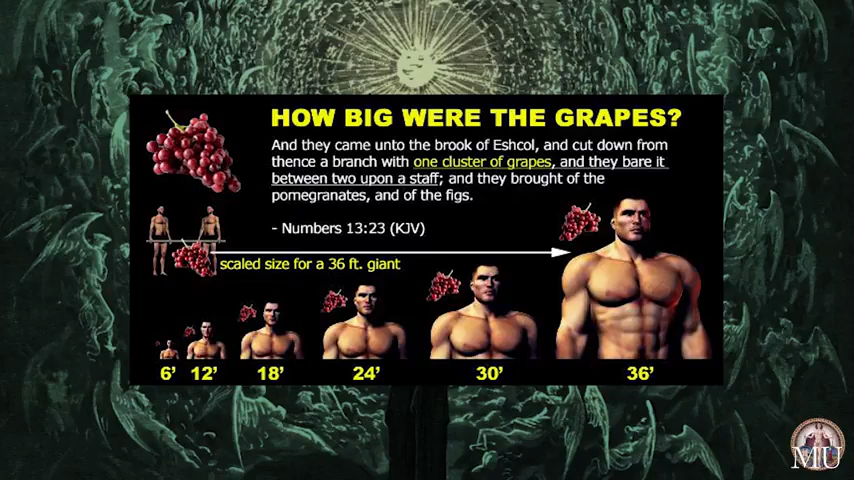 HOW BIG WERE THE GRAPES?
And they came unto the brook of Eshcol, and cut down from
thence a branch with one cluster of grapes, and they bare it
between two upon a staff; and they brought of the
pomegranates, and of the figs.
- Numbers 13:23 (KJV)
scaled size for a 36 ft. giant
6' 12' 18' 24' 30' 36'
MU